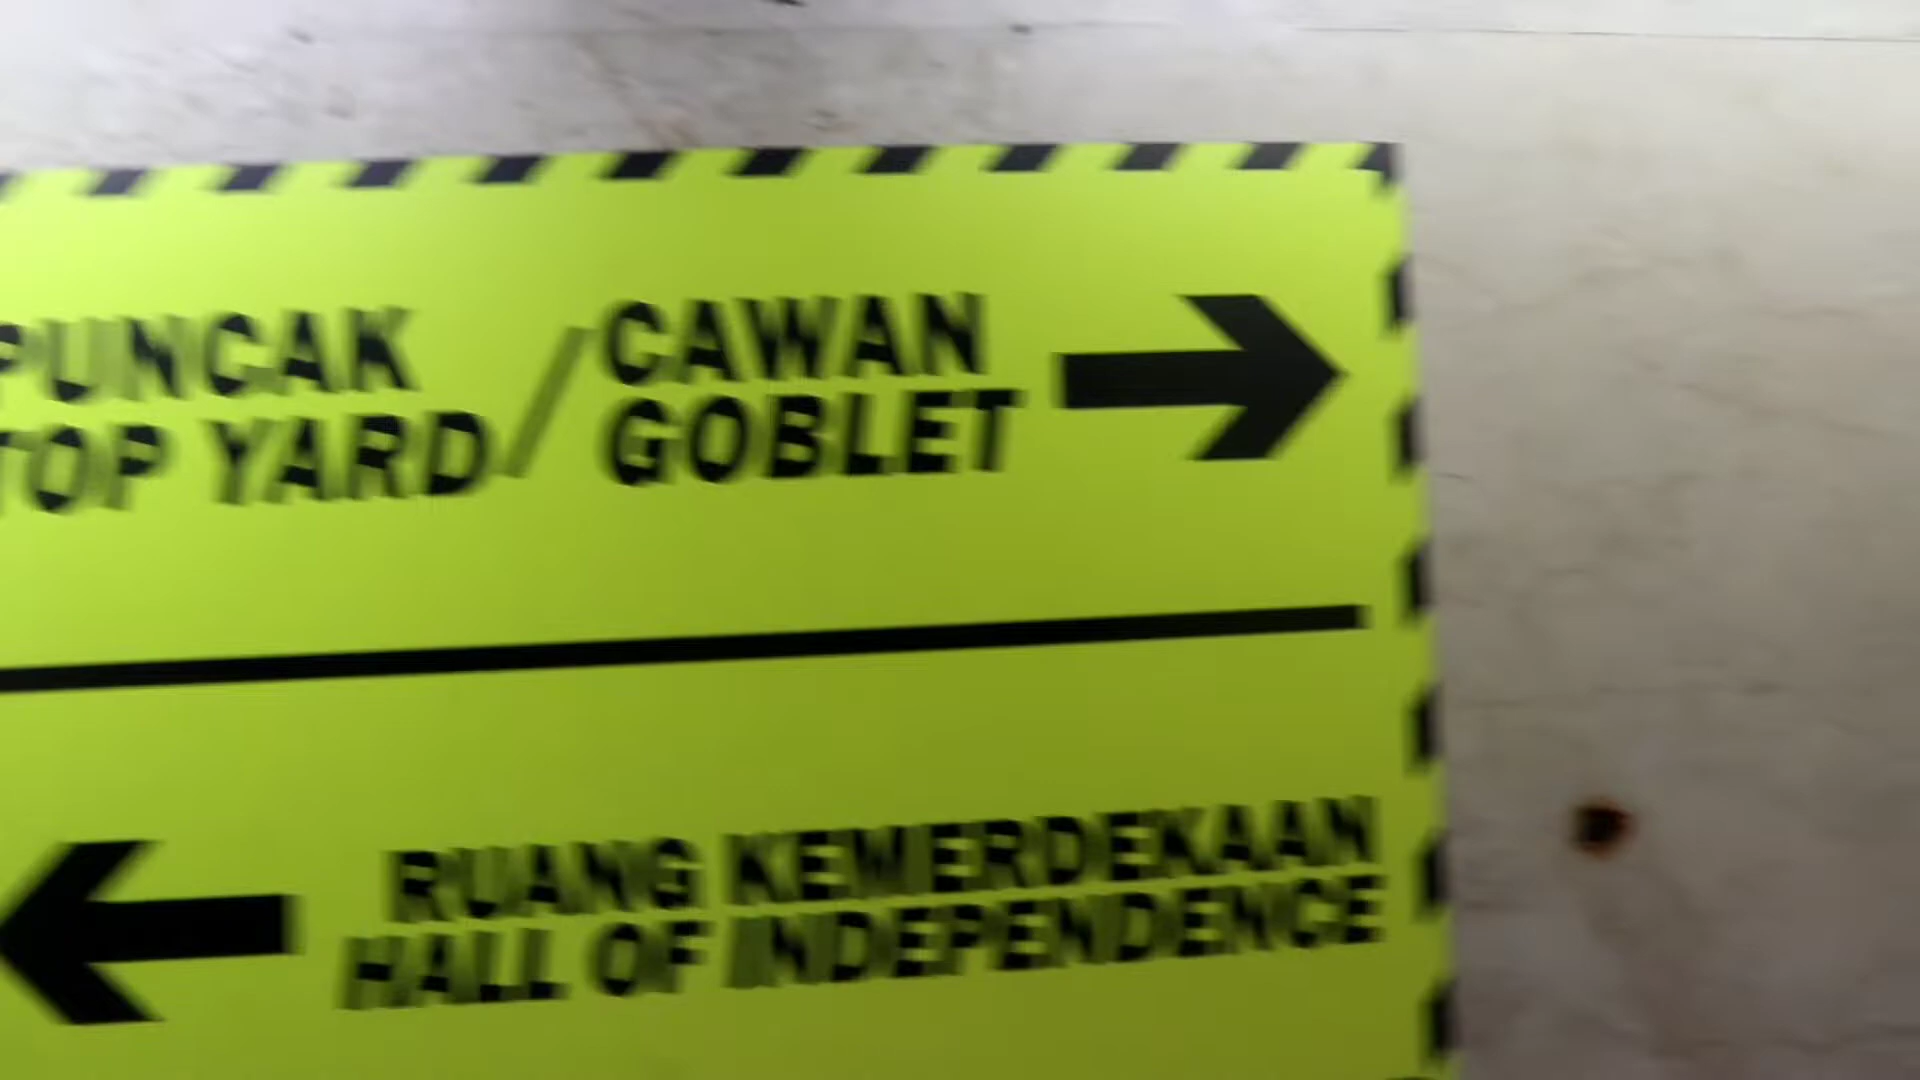 PUNCAK / CAWAN
TOP YARD / GOBLET
RUANG KEMERDEKAAN
HALL OF INDEPENDENCE